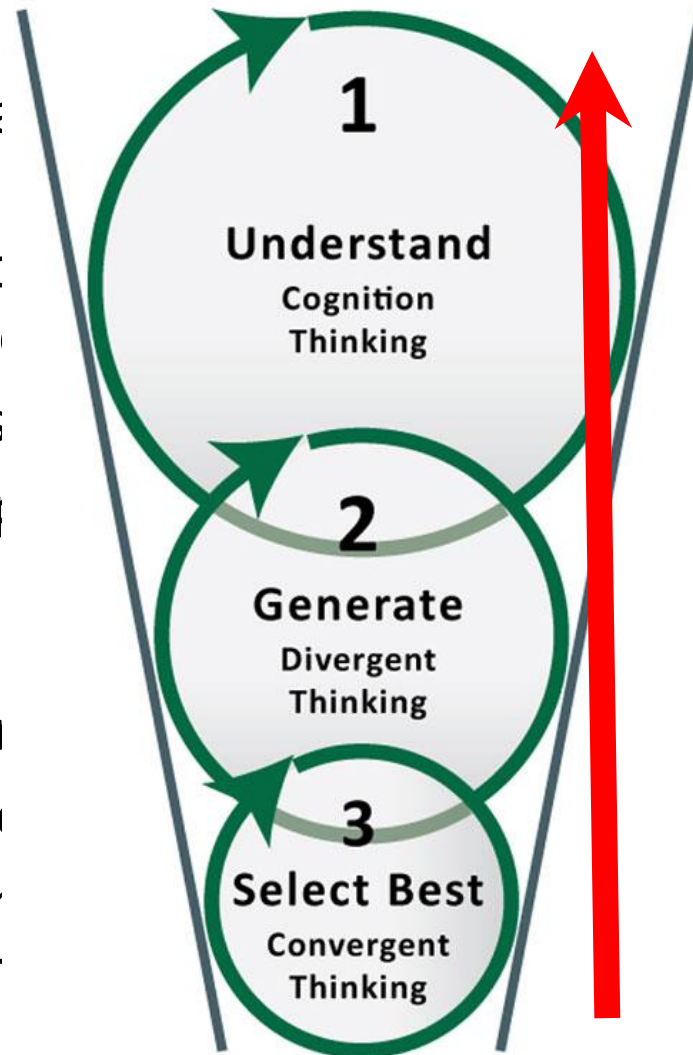 1
Understand
Cognition
Thinking
2
Generate
Divergent
Thinking
3
Select Best
Convergent
Thinking